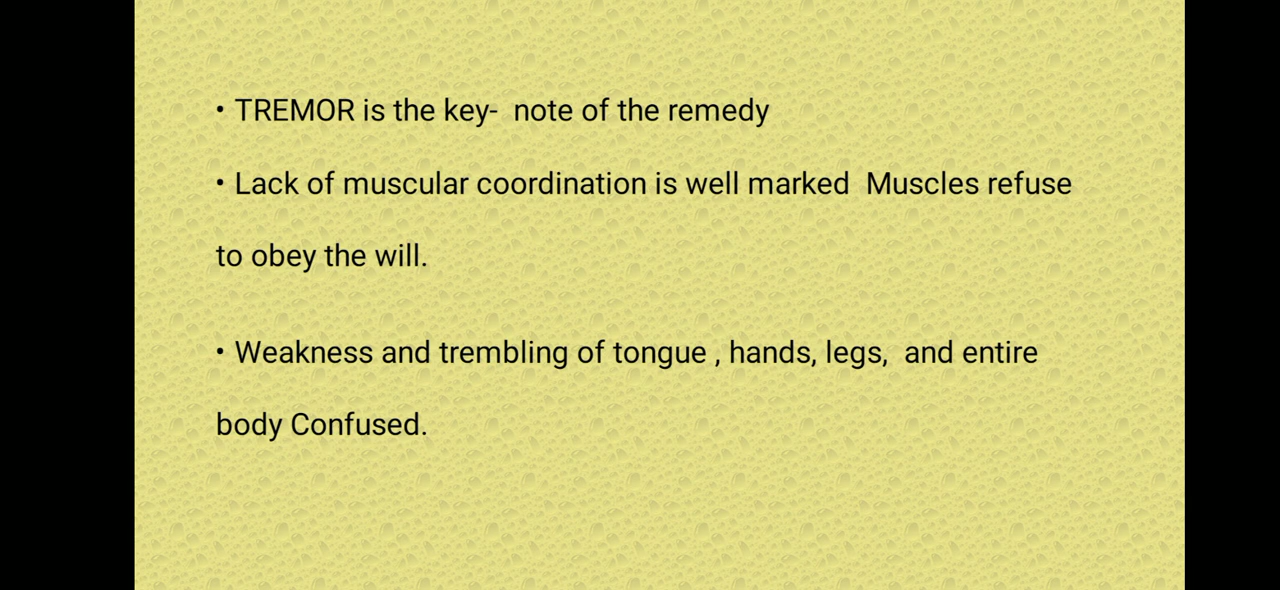 • TREMOR is the key-  note of the remedy
• Lack of muscular coordination is well marked  Muscles refuse
to obey the will.
• Weakness and trembling of tongue , hands, legs,  and entire
body Confused.